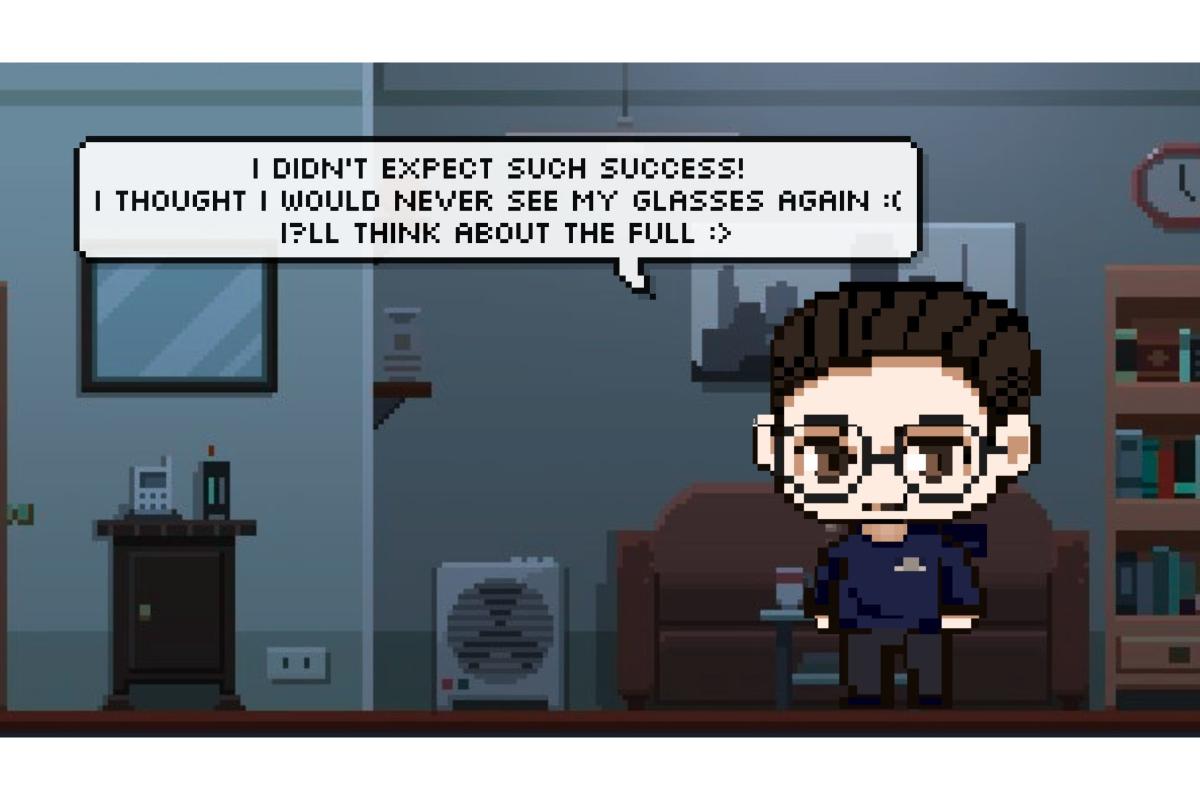 I DIDN'T EXPECT SUCH SUCCESS!
I THOUGHT I WOULD NEVER SEE MY GLASSES AGAIN :(
I?LL THINK ABOUT THE FULL :>